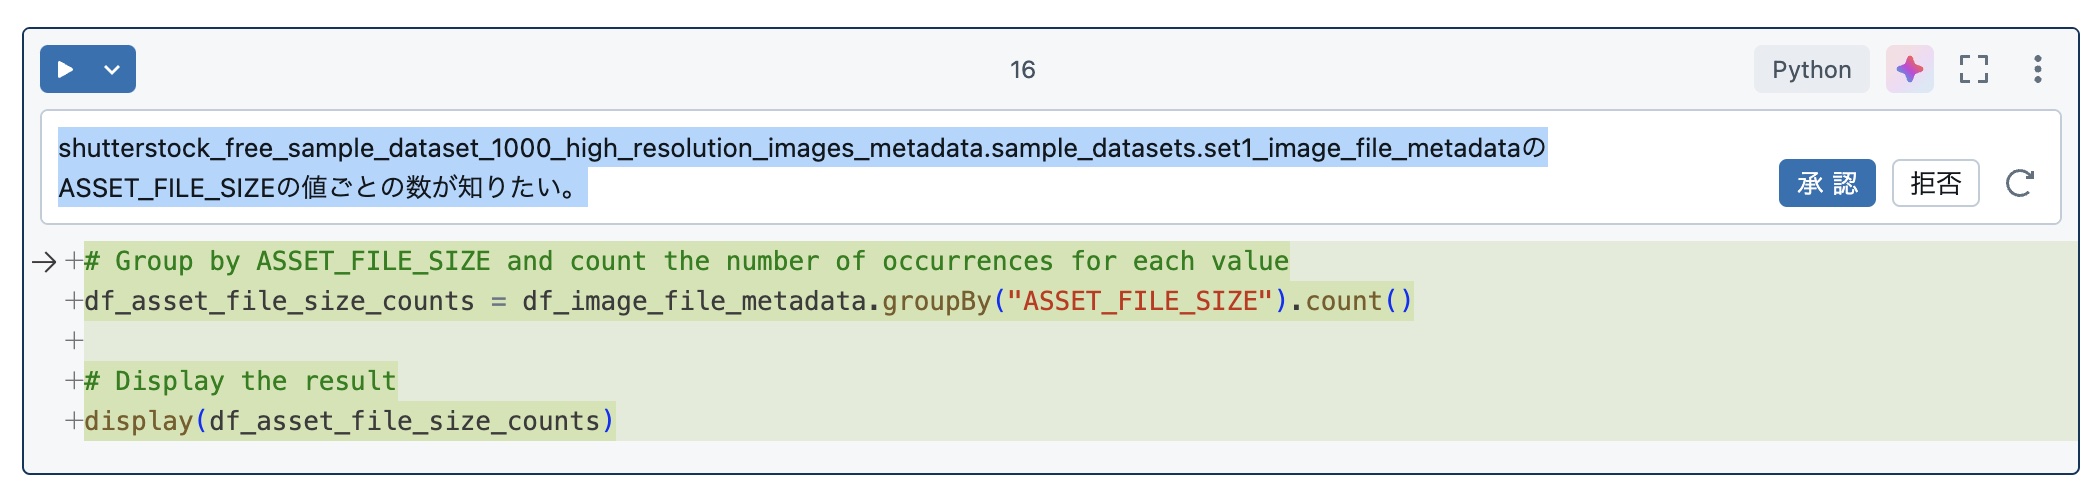 16
Python
shutterstock_free_sample_dataset_1000_high_resolution_images_metadata.sample_datasets.set1_image_file_metadataの
ASSET_FILE_SIZEの値ごとの数が知りたい。
承 認
拒否
+# Group by ASSET_FILE_SIZE and count the number of occurrences for each value
+df_asset_file_size_counts = df_image_file_metadata.groupBy("ASSET_FILE_SIZE").count()
+
+# Display the result
+display(df_asset_file_size_counts)